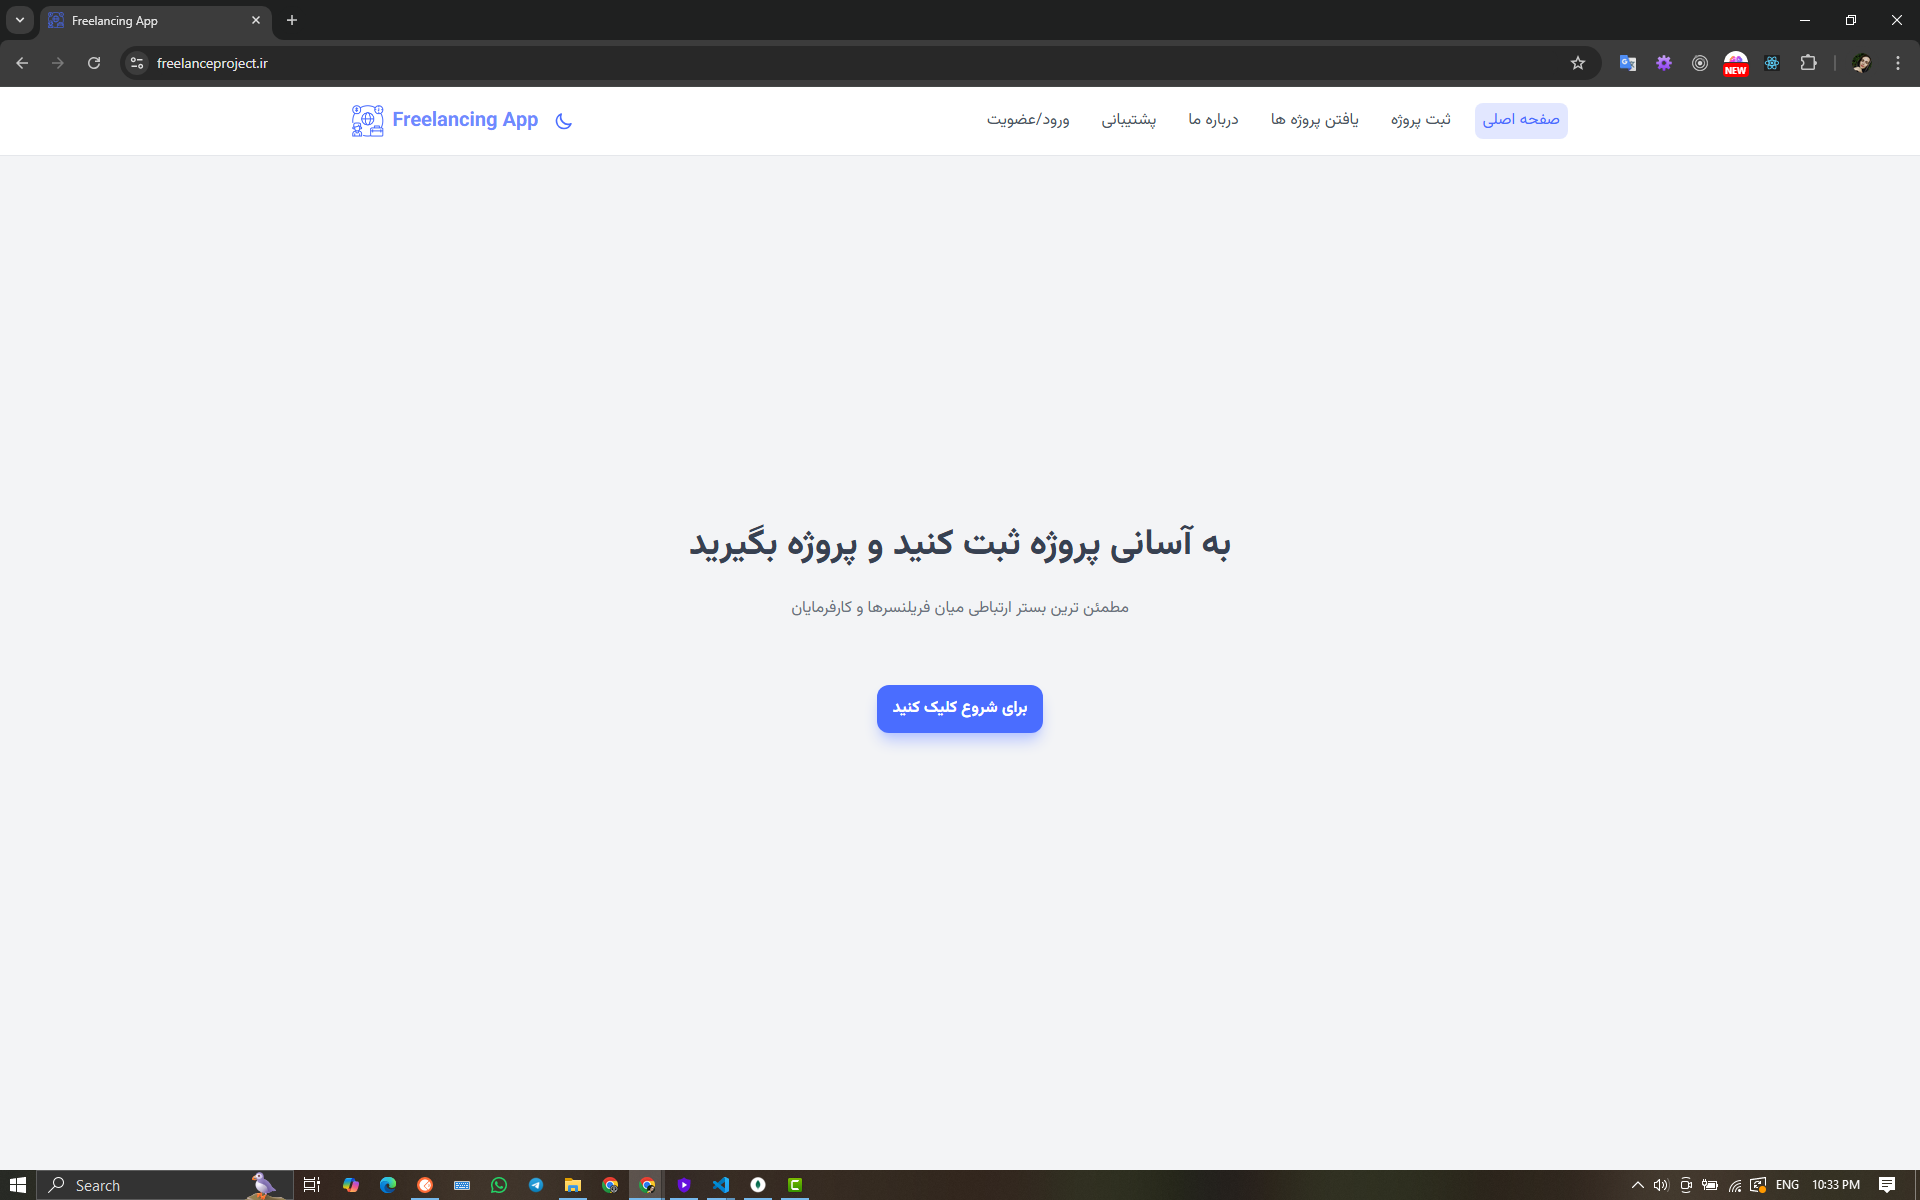 Freelancing App
freelanceproject.ir
NEW
Freelancing App
صفحه اصلی
ثبت پروژه
یافتن پروژه ها
درباره ما
پشتیبانی
ورود/عضویت
به آسانی پروژه ثبت کنید و پروژه بگیرید
مطمئن ترین بستر ارتباطی میان فریلنسرها و کارفرمایان
برای شروع کلیک کنید
Search
ENG
10:33 PM